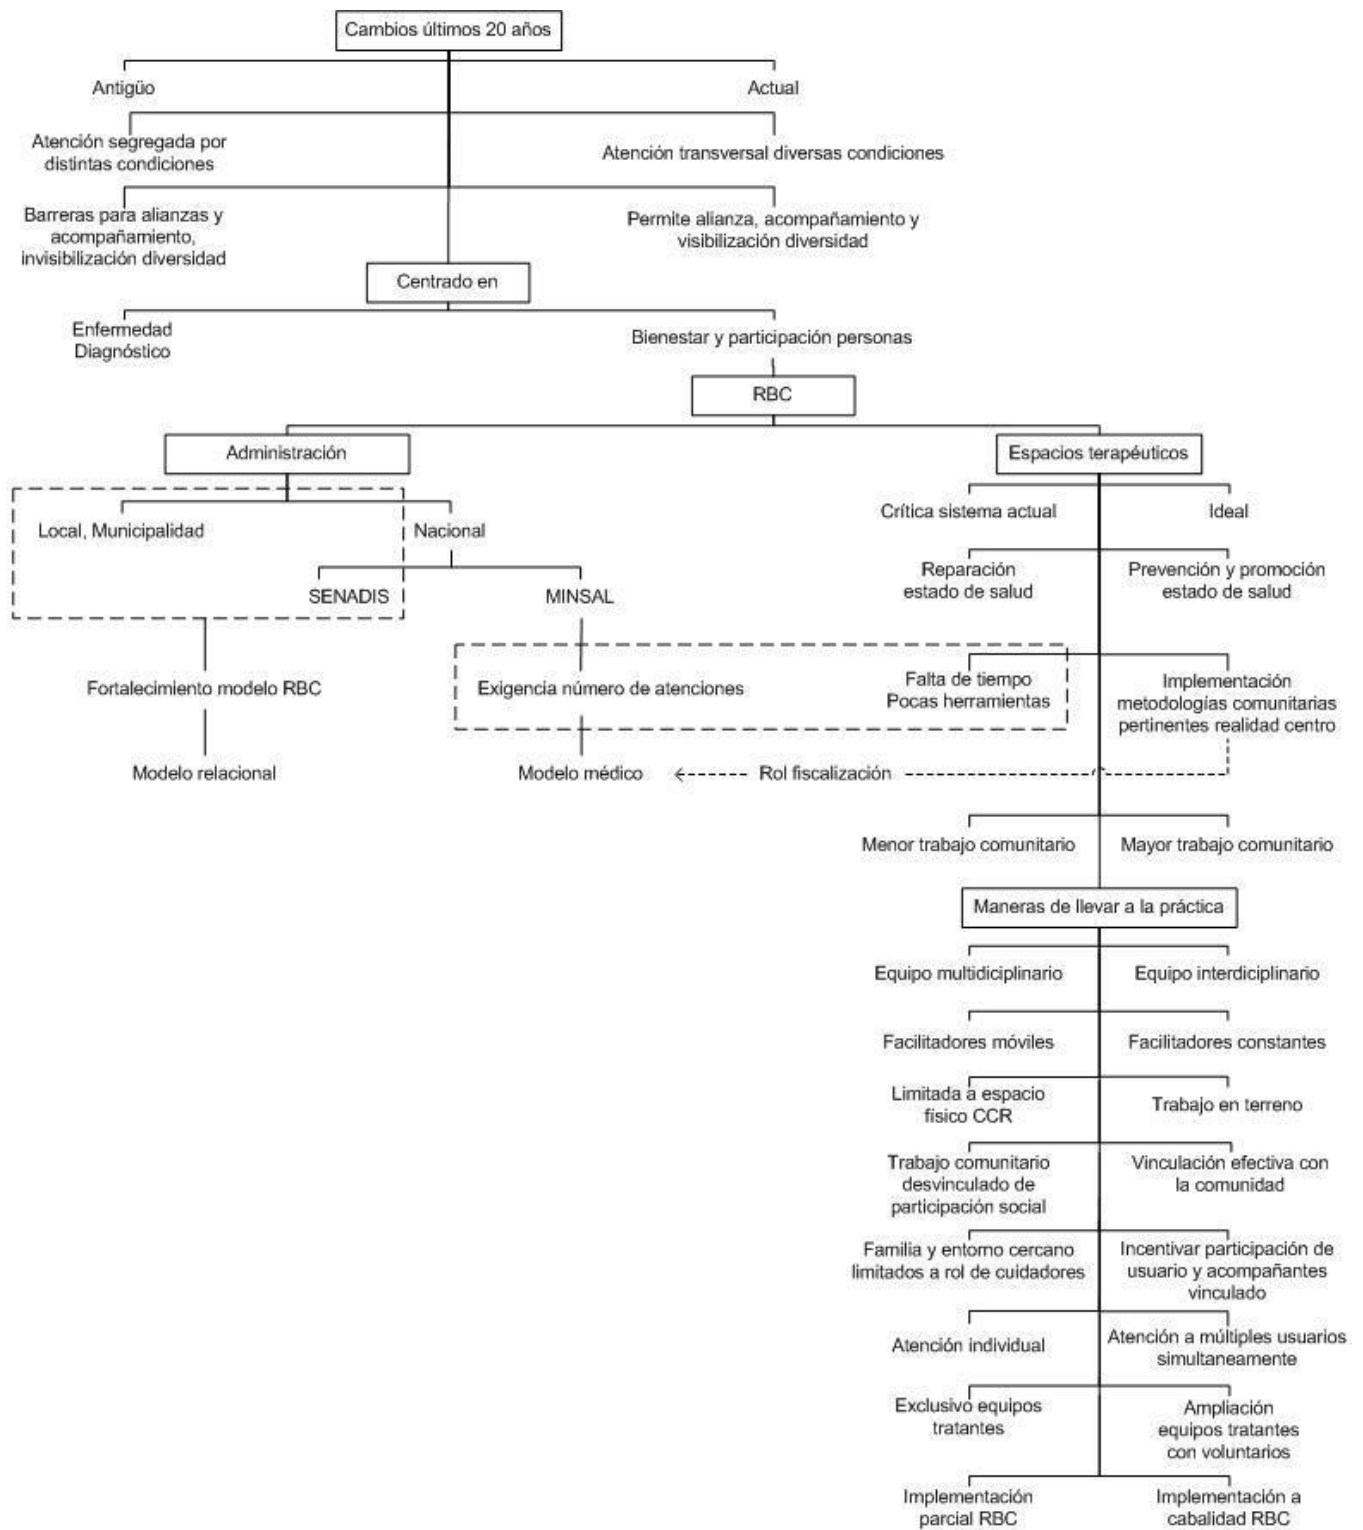 Cambios últimos 20 años
Antigüo
Actual
Atención segregada por
distintas condiciones
Atención transversal diversas condiciones
Barreras para alianzas y
acompañamiento,
invisibilización diversidad
Permite alianza, acompañamiento y
visibilización diversidad
Centrado en
Enfermedad
Diagnóstico
Bienestar y participación personas
RBC
Administración
Espacios terapéuticos
Crítica sistema actual
Ideal
Local, Municipalidad
Nacional
Reparación
estado de salud
Prevención y promoción
estado de salud
SENADIS
MINSAL
Fortalecimiento modelo RBC
Exigencia número de atenciones
Falta de tiempo
Pocas herramientas
Implementación
metodologías comunitarias
pertinentes realidad centro
Modelo relacional
Modelo médico
Rol fiscalización
Menor trabajo comunitario
Mayor trabajo comunitario
Maneras de llevar a la práctica
Equipo multidiciplinario
Equipo interdiciplinario
Facilitadores móviles
Facilitadores constantes
Limitada a espacio
físico CCR
Trabajo en terreno
Trabajo comunitario
desvinculado de
participación social
Vinculación efectiva con
la comunidad
Familia y entorno cercano
limitados a rol de cuidadores
Incentivar participación de
usuario y acompañantes
vinculado
Atención individual
Atención a múltiples usuarios
simultaneamente
Exclusivo equipos
tratantes
Ampliación
equipos tratantes
con voluntarios
Implementación
parcial RBC
Implementación a
cabalidad RBC